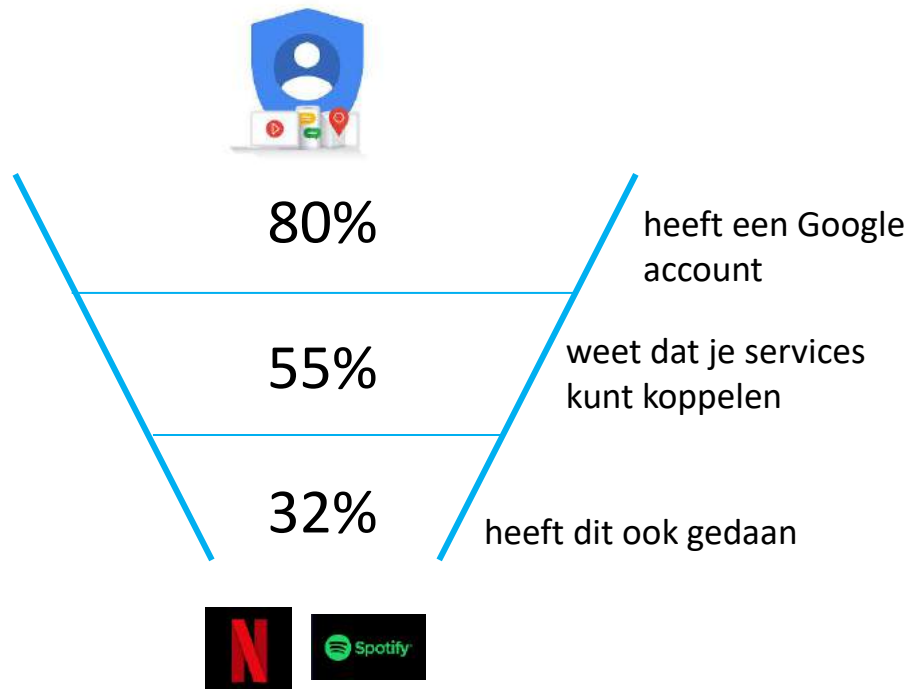 80%
heeft een Google
account
55%
weet dat je services
kunt koppelen
32%
heeft dit ook gedaan
N
Spotify